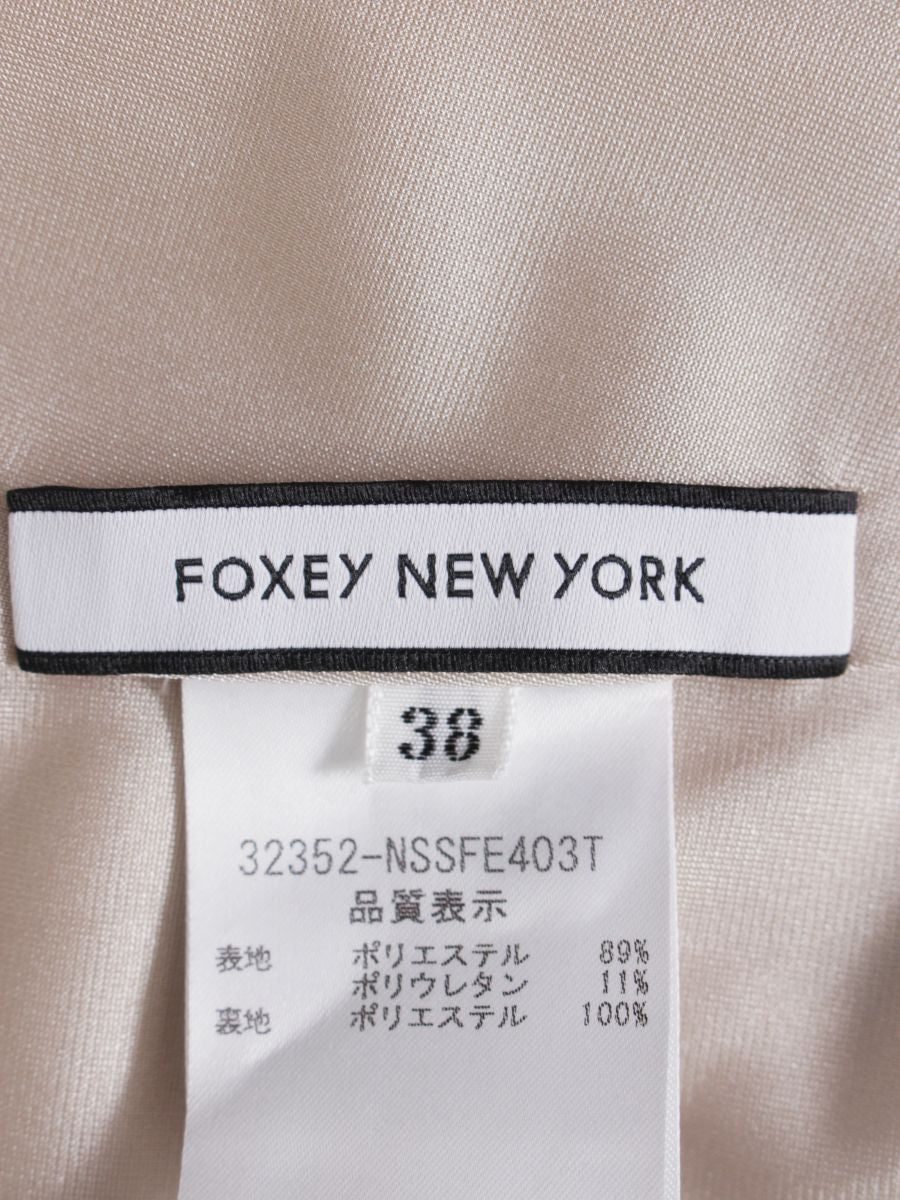 FOXEY NEW YORK
38
32352-NSSFE403T
品質表示
表地 ポリエステル 89%
ポリウレタン 11%
裏地 ポリエステル 100%